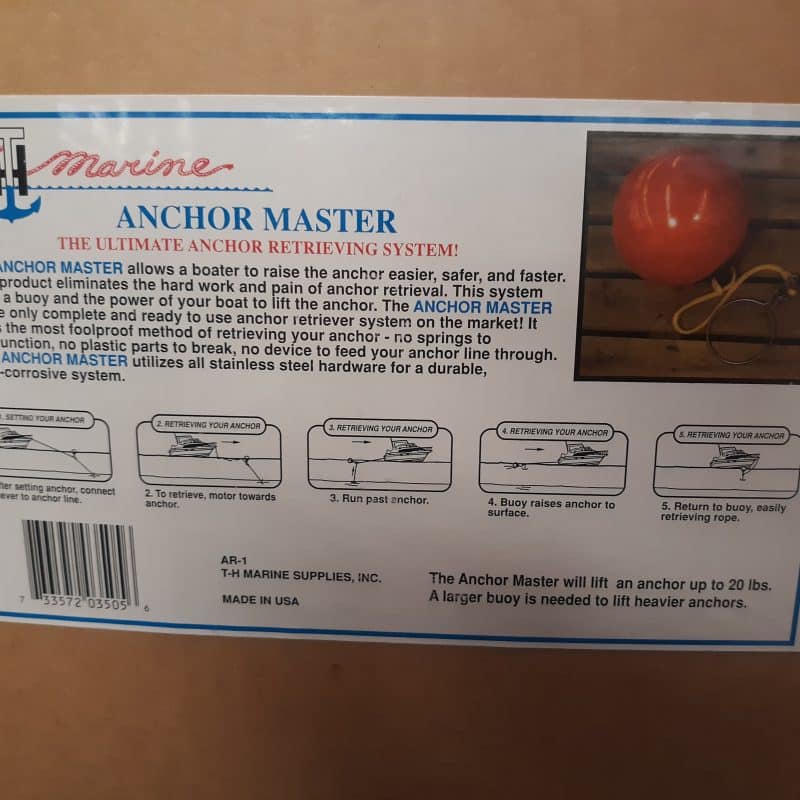 TH marine
ANCHOR MASTER
THE ULTIMATE ANCHOR RETRIEVING SYSTEM!
ANCHOR MASTER allows a boater to raise the anchor easier, safer, and faster.
product eliminates the hard work and pain of anchor retrieval. This system
a buoy and the power of your boat to lift the anchor. The ANCHOR MASTER
e only complete and ready to use anchor retriever system on the market! It
s the most foolproof method of retrieving your anchor - no springs to
unction, no plastic parts to break, no device to feed your anchor line through.
ANCHOR MASTER utilizes all stainless steel hardware for a durable,
-corrosive system.
1. SETTING YOUR ANCHOR
2. RETRIEVING YOUR ANCHOR
3. RETRIEVING YOUR ANCHOR
4. RETRIEVING YOUR ANCHOR
5. RETRIEVING YOUR ANCHOR
fter setting anchor, connect
ever to anchor line.
2. To retrieve, motor towards
anchor.
3. Run past anchor.
4. Buoy raises anchor to
surface.
5. Return to buoy, easily
retrieving rope.
7 33572 03505 6
AR-1
T-H MARINE SUPPLIES, INC.
MADE IN USA
The Anchor Master will lift an anchor up to 20 lbs.
A larger buoy is needed to lift heavier anchors.